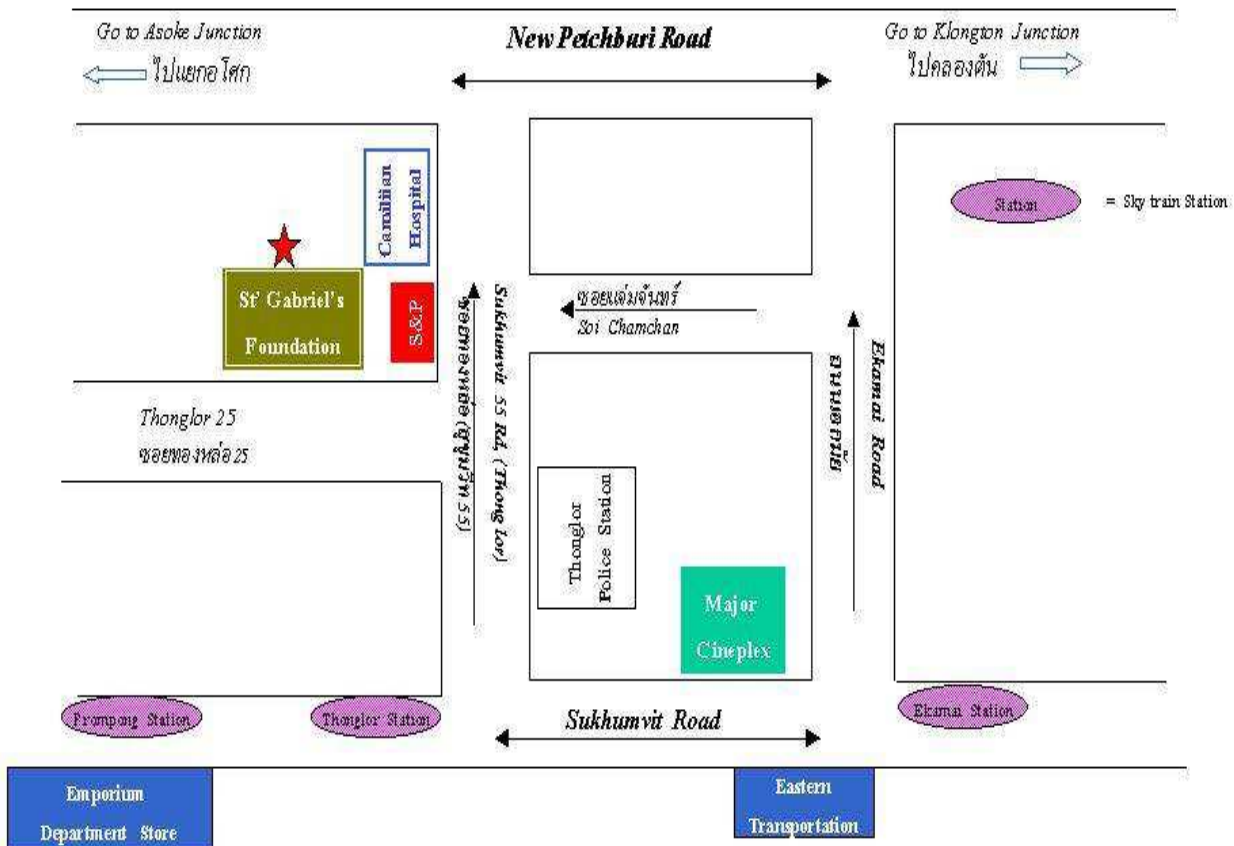 Go to Asoke Junction
ไปแยกอโศก
New Petchburi Road
Go to Klongton Junction
ไปคลองตัน
Camillian
Hospital
Station
= Sky train Station
St' Gabriel's
Foundation
S&P
ซอยแจ่มจันทร์
Soi Chamchan
Sukhumvit 55 Rd, (Thong lor)
ซอยทองหล่อ (สุขุมวิท 55)
ถนนเอกมัย
Ekamai Road
Thonglor 25
ซอยทองหล่อ 25
Thonglor
Police Station
Major
Cineplex
Prompong Station
Thonglor Station
Ekamai Station
Sukhumvit Road
Emporium
Department Store
Eastern
Transportation